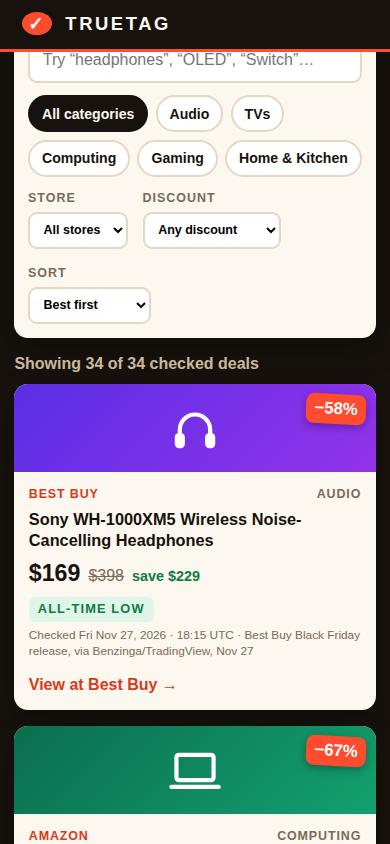 TRUETAG
Try “headphones”, “OLED”, “Switch”…
All categories
Audio
TVs
Computing
Gaming
Home & Kitchen
STORE
DISCOUNT
All stores
Any discount
SORT
Best first
Showing 34 of 34 checked deals
−58%
BEST BUY
AUDIO
Sony WH-1000XM5 Wireless Noise-
Cancelling Headphones
$169 $398 save $229
ALL-TIME LOW
Checked Fri Nov 27, 2026 · 18:15 UTC · Best Buy Black Friday
release, via Benzinga/TradingView, Nov 27
View at Best Buy →
−67%
AMAZON
COMPUTING